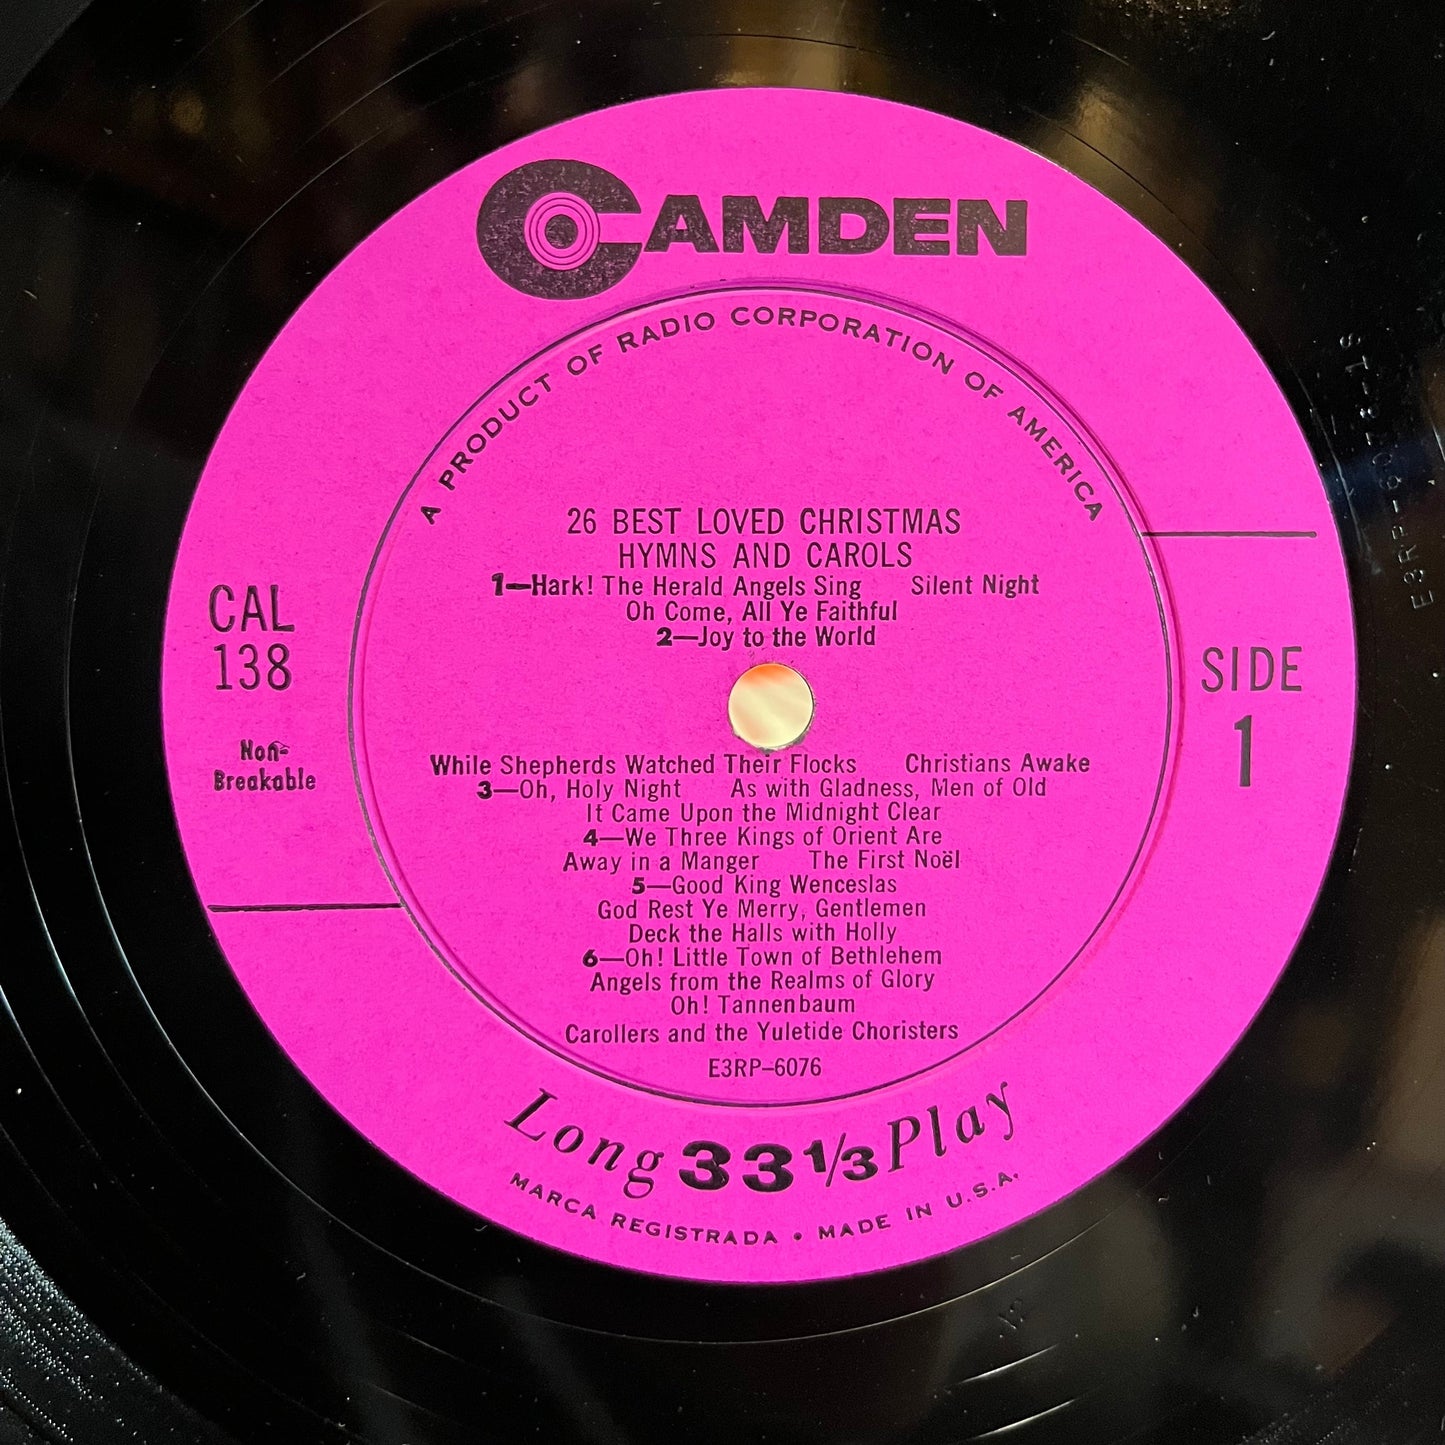 CAMDEN
A PRODUCT OF RADIO CORPORATION OF AMERICA
26 BEST LOVED CHRISTMAS
HYMNS AND CAROLS
1—Hark! The Herald Angels Sing Silent Night
Oh Come, All Ye Faithful
2—Joy to the World
CAL
138
Non-
Breakable
SIDE
1
While Shepherds Watched Their Flocks Christians Awake
3—Oh, Holy Night As with Gladness, Men of Old
It Came Upon the Midnight Clear
4—We Three Kings of Orient Are
Away in a Manger The First Noël
5—Good King Wenceslas
God Rest Ye Merry, Gentlemen
Deck the Halls with Holly
6—Oh! Little Town of Bethlehem
Angels from the Realms of Glory
Oh! Tannenbaum
Carollers and the Yuletide Choristers
E3RP-6076
Long 33 1/3 Play
MARCA REGISTRADA • MADE IN U.S.A.